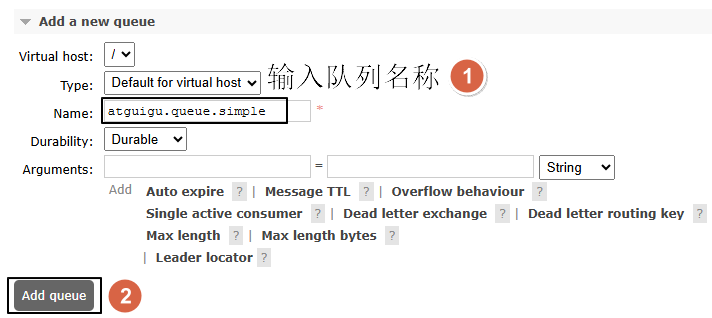 Add a new queue
Virtual host: /
Type: Default for virtual host 输入队列名称 1
Name: atguigu.queue.simple *
Durability: Durable
Arguments: = String
Add Auto expire ? | Message TTL ? | Overflow behaviour ?
Single active consumer ? | Dead letter exchange ? | Dead letter routing key ?
Max length ? | Max length bytes ?
| Leader locator ?
Add queue 2